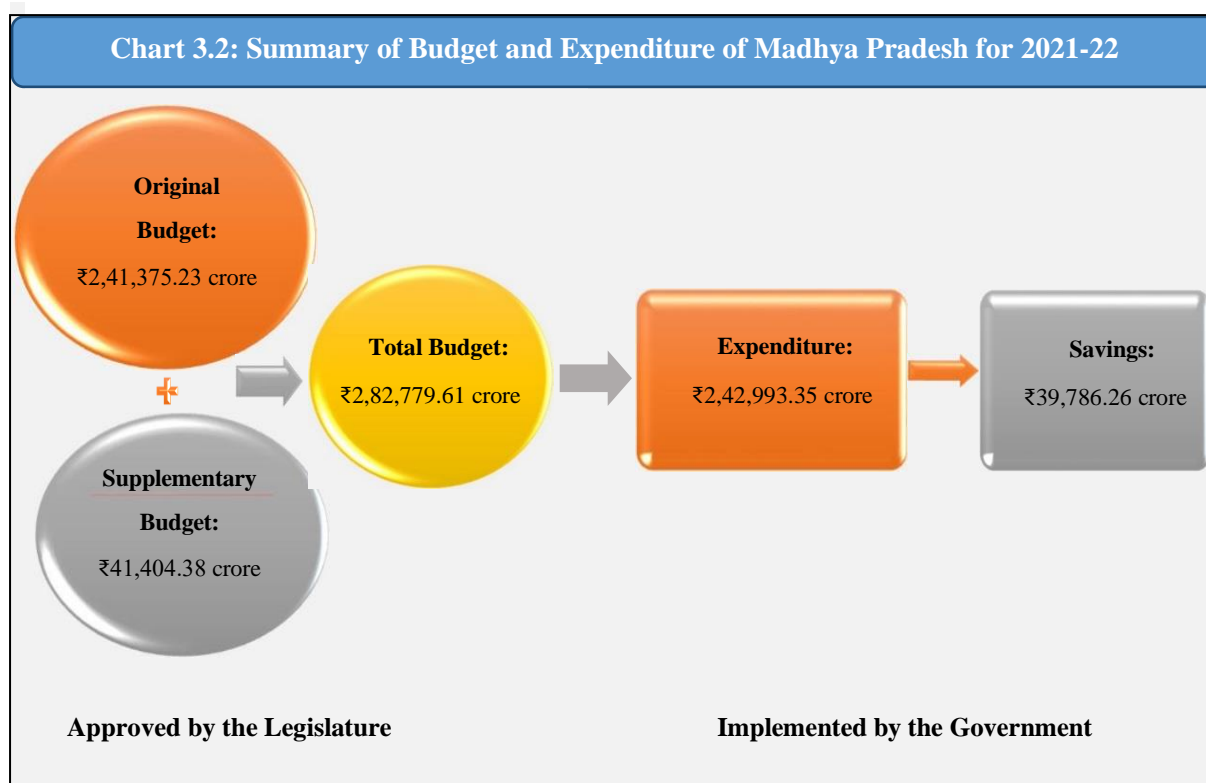 Chart 3.2: Summary of Budget and Expenditure of Madhya Pradesh for 2021-22
Original
Budget:
₹2,41,375.23 crore
+
Supplementary
Budget:
₹41,404.38 crore
Total Budget:
₹2,82,779.61 crore
Expenditure:
₹2,42,993.35 crore
Savings:
₹39,786.26 crore
Approved by the Legislature
Implemented by the Government